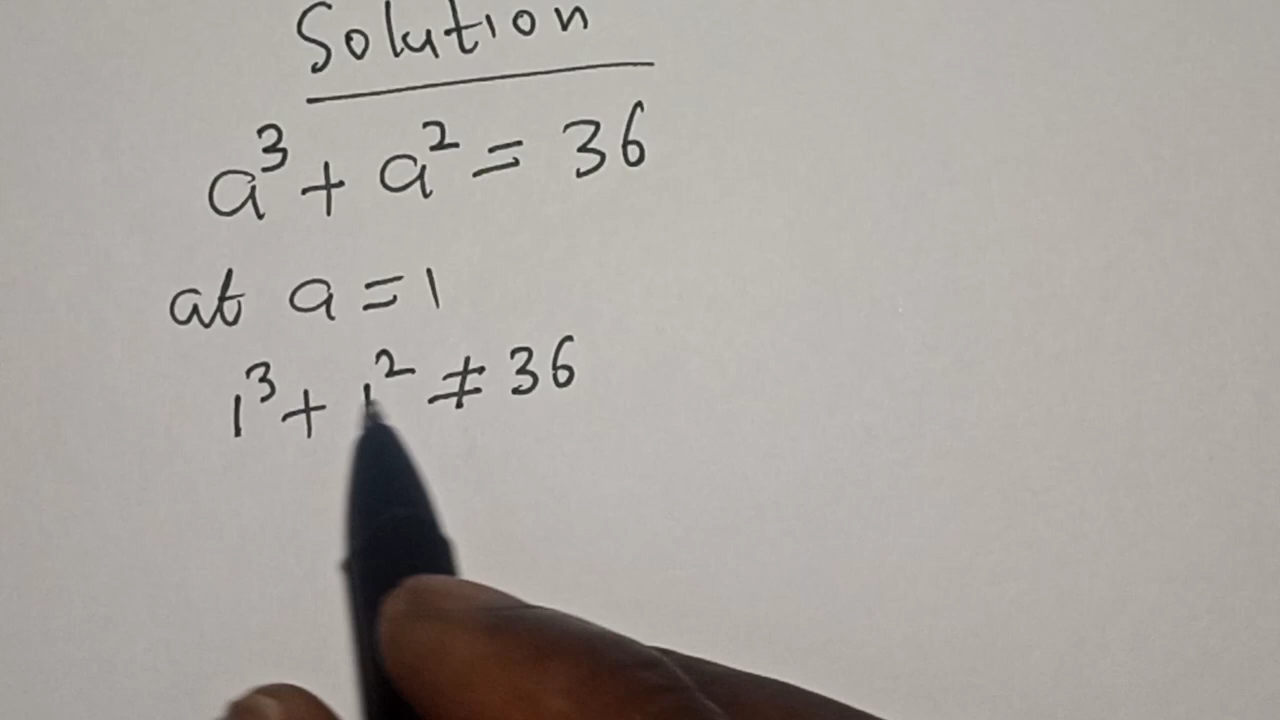 Solution
a³ + a² = 36
at a = 1
1³ + 1² ≠ 36